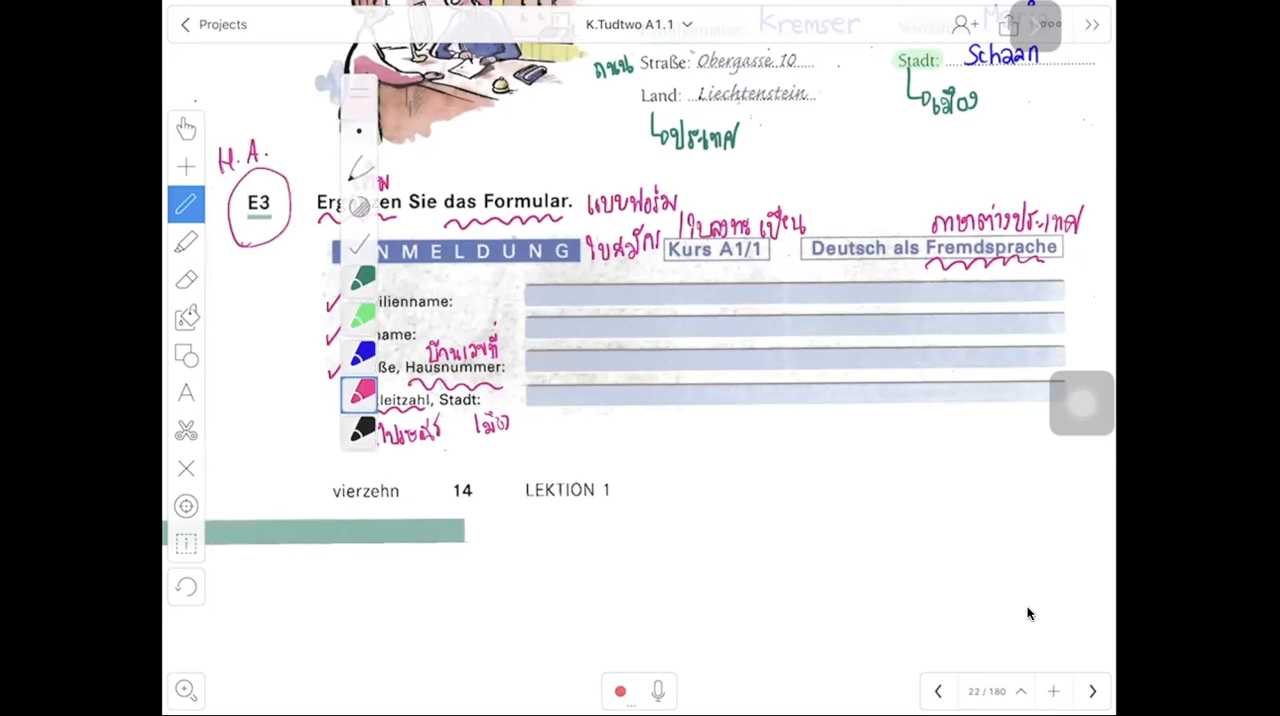 Projects
K.Tudtwo A1.1
Kremser
ถนน Straße: Obergasse 10
Stadt: Schaan
Land: Liechtenstein
เมือง
ประเทศ
H.A.
E3
en Sie das Formular. แบบฟอร์ม
ใบสมัคร / ใบลงทะเบียน
ภาษาต่างประเทศ
NMELDUNG
Kurs A1/1
Deutsch als Fremdsprache
ilienname:
name:
บ้านเลขที่
ße, Hausnummer:
leitzahl, Stadt:
ไปรษณีย์ เมือง
vierzehn 14 LEKTION 1
22 / 180